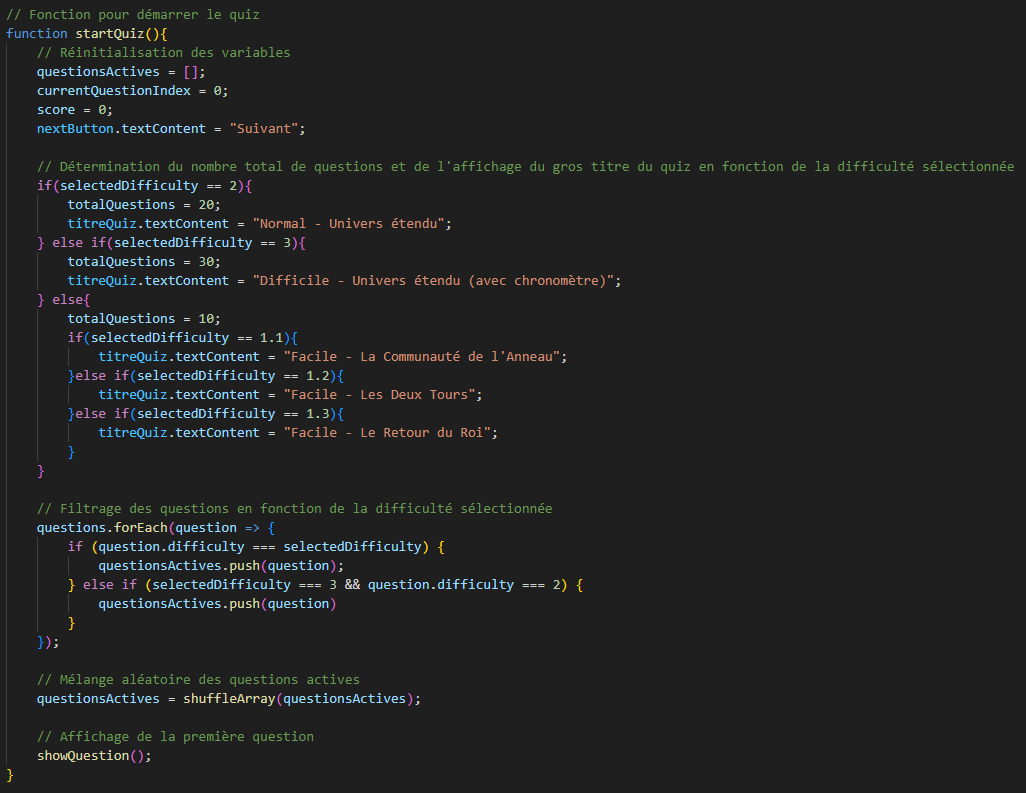 // Fonction pour démarrer le quiz
function startQuiz(){
    // Réinitialisation des variables
    questionsActives = [];
    currentQuestionIndex = 0;
    score = 0;
    nextButton.textContent = "Suivant";

    // Détermination du nombre total de questions et de l'affichage du gros titre du quiz en fonction de la difficulté sélectionnée
    if(selectedDifficulty == 2){
        totalQuestions = 20;
        titreQuiz.textContent = "Normal - Univers étendu";
    } else if(selectedDifficulty == 3){
        totalQuestions = 30;
        titreQuiz.textContent = "Difficile - Univers étendu (avec chronomètre)";
    } else{
        totalQuestions = 10;
        if(selectedDifficulty == 1.1){
            titreQuiz.textContent = "Facile - La Communauté de l'Anneau";
        }else if(selectedDifficulty == 1.2){
            titreQuiz.textContent = "Facile - Les Deux Tours";
        }else if(selectedDifficulty == 1.3){
            titreQuiz.textContent = "Facile - Le Retour du Roi";
        }
    }

    // Filtrage des questions en fonction de la difficulté sélectionnée
    questions.forEach(question => {
        if (question.difficulty === selectedDifficulty) {
            questionsActives.push(question);
        } else if (selectedDifficulty === 3 && question.difficulty === 2) {
            questionsActives.push(question)
        }
    });

    // Mélange aléatoire des questions actives
    questionsActives = shuffleArray(questionsActives);

    // Affichage de la première question
    showQuestion();
}